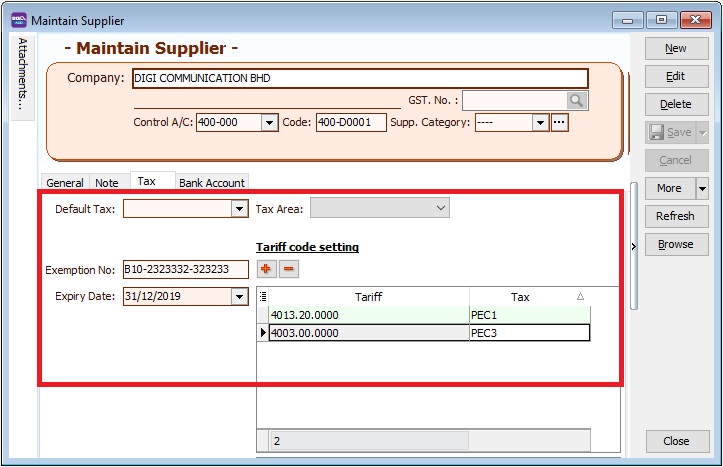 Maintain Supplier
Attachments...
- Maintain Supplier -
Company: DIGI COMMUNICATION BHD
GST. No. :
Control A/C: 400-000 Code: 400-D0001 Supp. Category: ---- ...
General Note Tax Bank Account
Default Tax: Tax Area:
Tariff code setting
Exemption No: B10-2323332-323233
Expiry Date: 31/12/2019
Tariff Tax
4013.20.0000 PEC1
4003.00.0000 PEC3
2
New
Edit
Delete
Save
Cancel
More
Refresh
Browse
Close